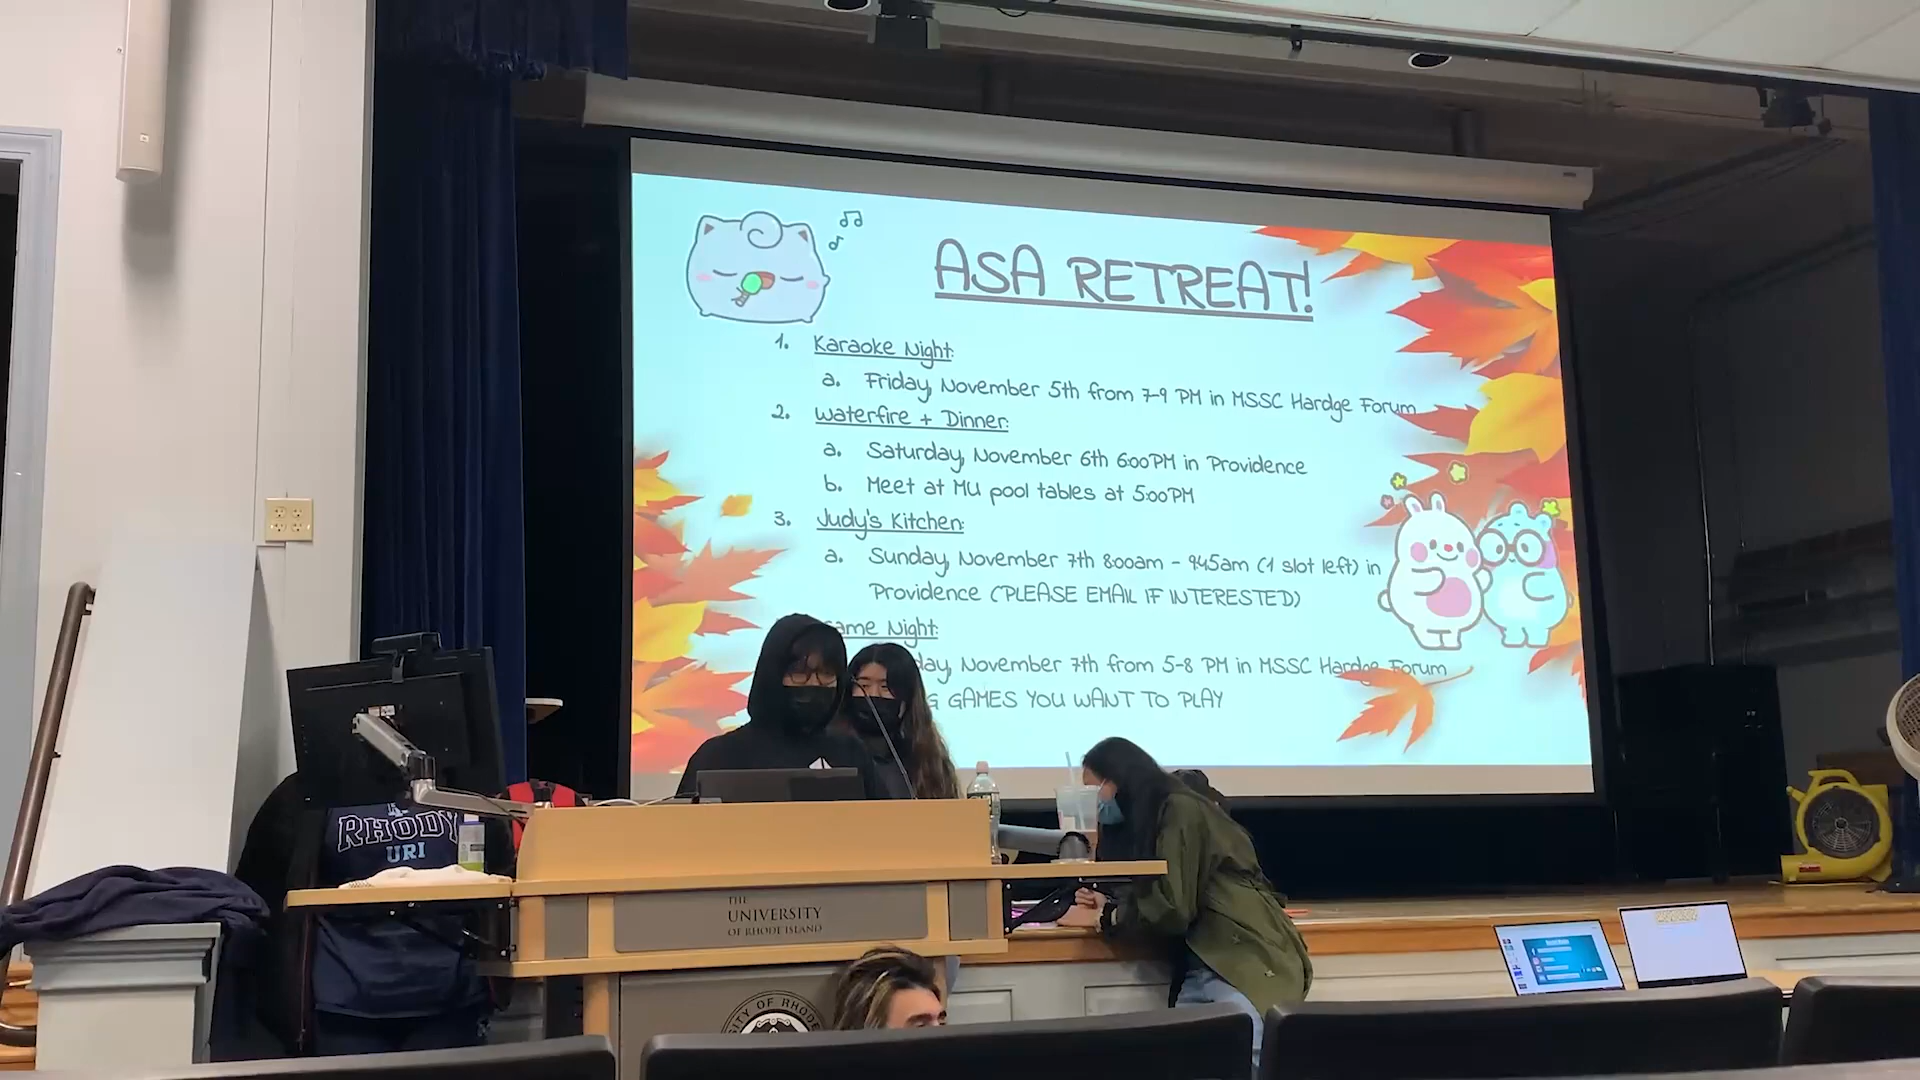 ASA RETREAT!
1. Karaoke Night:
a. Friday, November 5th from 7-9 PM in MSSC Hardge Forum
2. Waterfire + Dinner:
a. Saturday, November 6th 6:00PM in Providence
b. Meet at MU pool tables at 5:00PM
3. Judy's Kitchen:
a. Sunday, November 7th 8:00am - 9:45am (1 slot left) in
Providence (PLEASE EMAIL IF INTERESTED)
ame Night:
day, November 7th from 5-8 PM in MSSC Hardge Forum
G GAMES YOU WANT TO PLAY
RHODY
URI
THE
UNIVERSITY
OF RHODE ISLAND
SITY OF RHODE